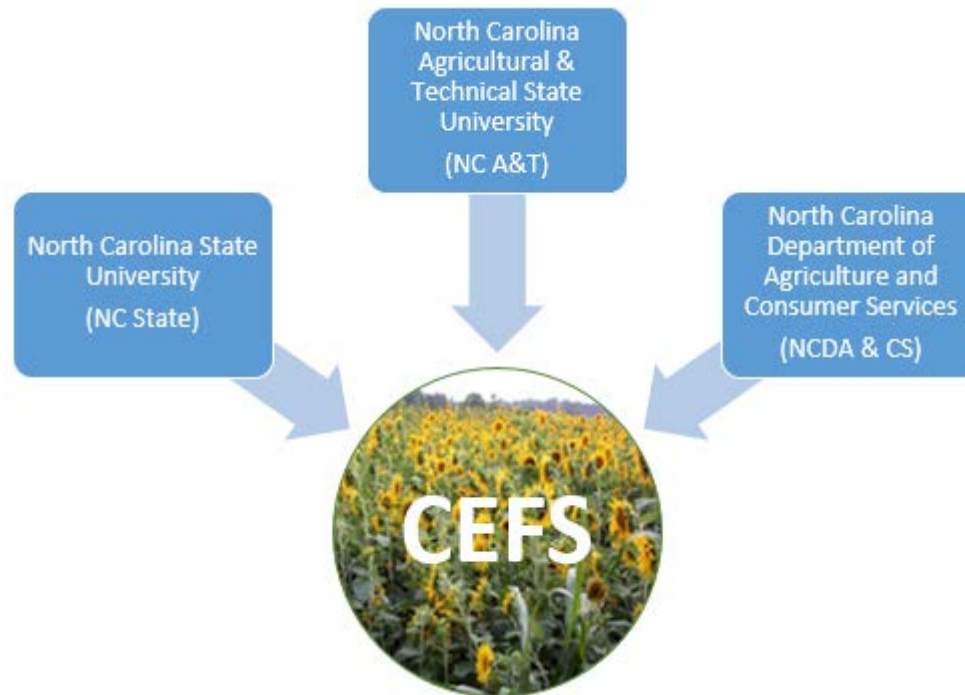 North Carolina
Agricultural &
Technical State
University
(NC A&T)
North Carolina State
University
(NC State)
North Carolina
Department of
Agriculture and
Consumer Services
(NCDA & CS)
CEFS